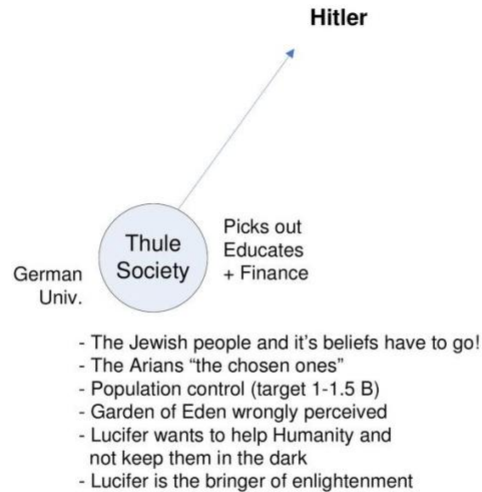 Hitler
Thule
Society
Picks out
Educates
+ Finance
German
Univ.
- The Jewish people and it's beliefs have to go!
- The Arians “the chosen ones”
- Population control (target 1-1.5 B)
- Garden of Eden wrongly perceived
- Lucifer wants to help Humanity and
not keep them in the dark
- Lucifer is the bringer of enlightenment